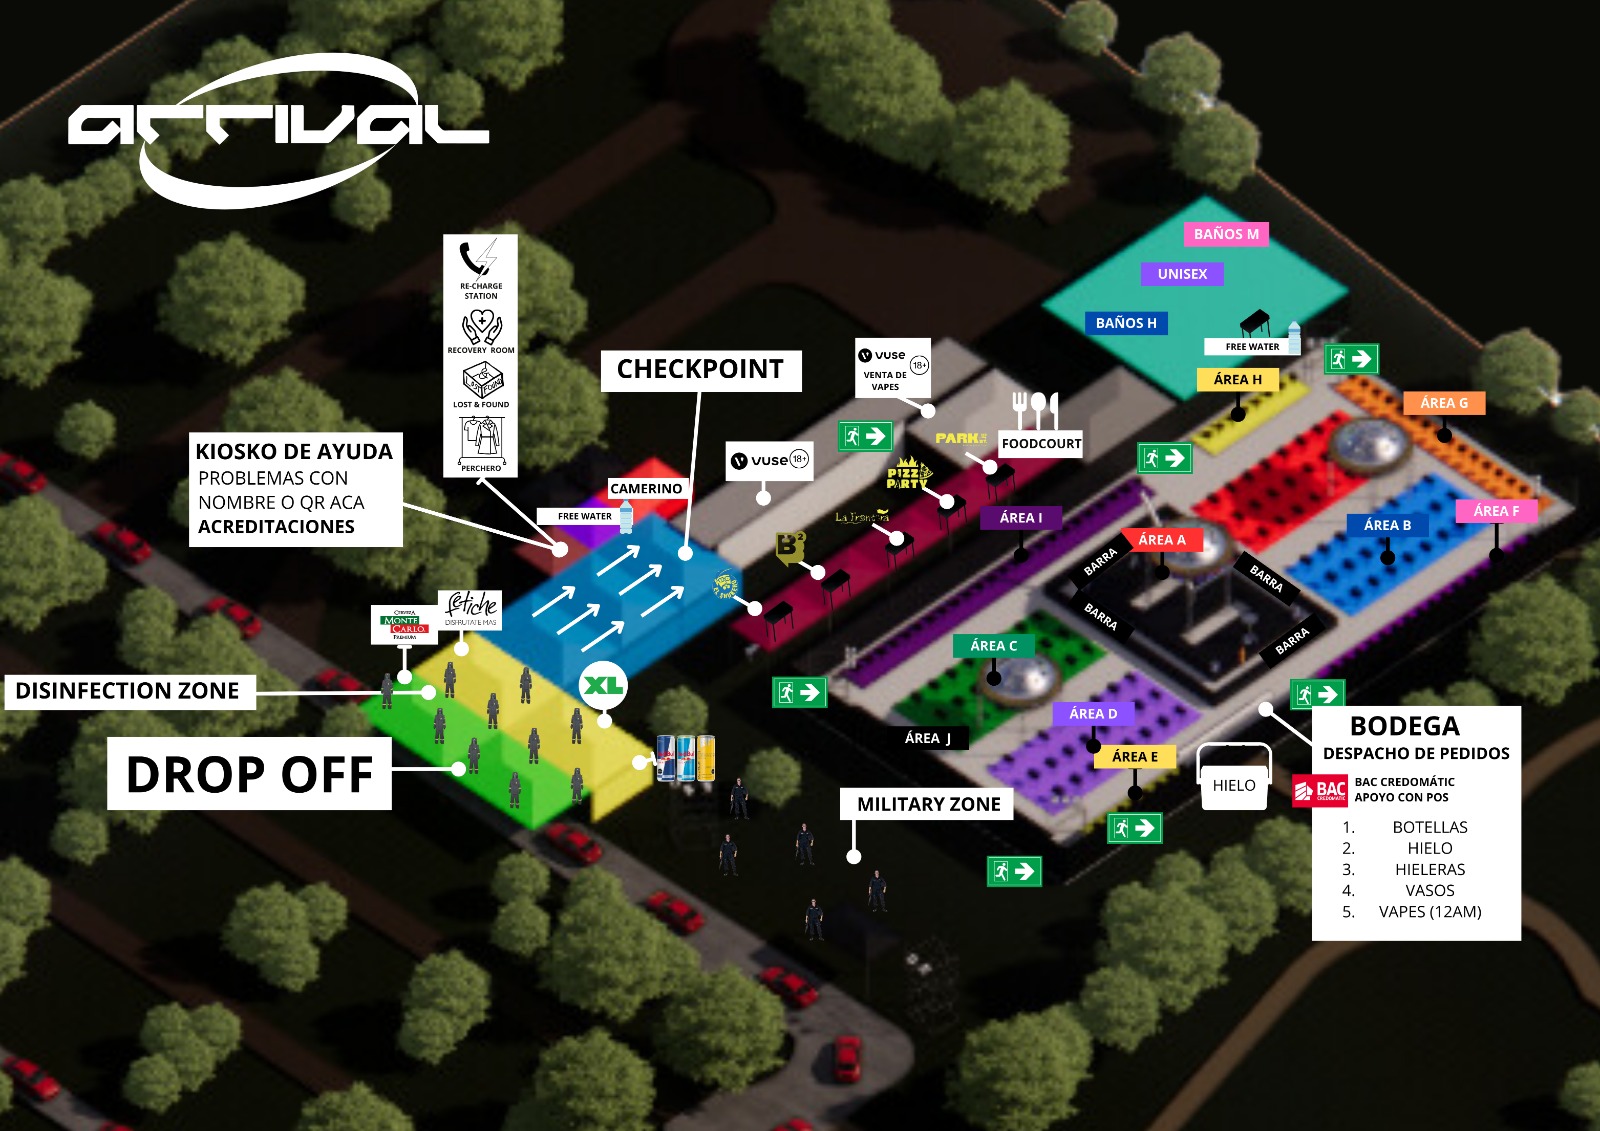 arrival
RE-CHARGE
STATION
RECOVERY ROOM
LOST & FOUND
PERCHERO
KIOSKO DE AYUDA
PROBLEMAS CON
NOMBRE O QR ACA
ACREDITACIONES
CHECKPOINT
CAMERINO
FREE WATER
VUSE 18+
VUSE 18+
VENTA DE
VAPES
FOODCOURT
PARK
PIZZA
PARTY
B²
BAÑOS M
UNISEX
BAÑOS H
FREE WATER
ÁREA H
ÁREA G
ÁREA F
ÁREA B
ÁREA I
ÁREA A
BARRA
BARRA
BARRA
BARRA
ÁREA C
ÁREA D
ÁREA J
ÁREA E
CERVEZA
MONTE
CARLO
PREMIUM
fetiche
DISFRUTATE MAS
XL
DISINFECTION ZONE
DROP OFF
MILITARY ZONE
HIELO
BODEGA
DESPACHO DE PEDIDOS
BAC
CREDOMATIC
BAC CREDOMÁTIC
APOYO CON POS
1. BOTELLAS
2. HIELO
3. HIELERAS
4. VASOS
5. VAPES (12AM)